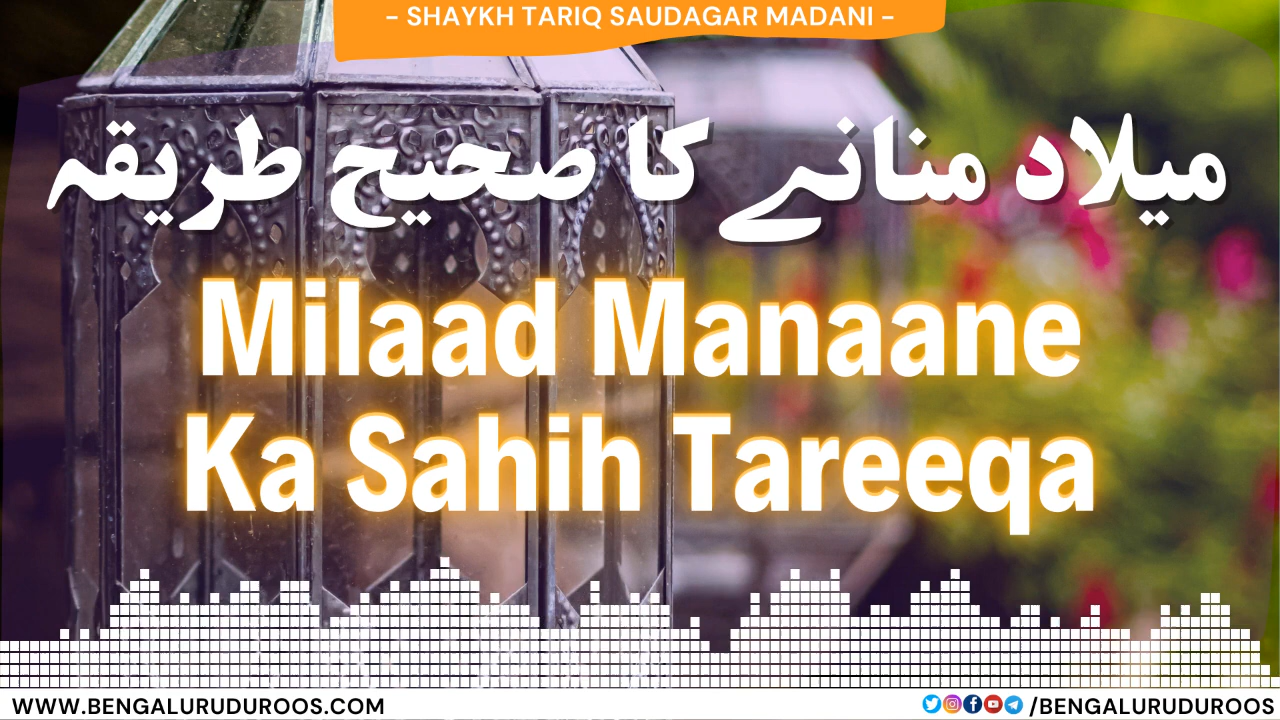 - SHAYKH TARIQ SAUDAGAR MADANI -
میلاد منانے کا صحیح طریقہ
Milaad Manaane
Ka Sahih Tareeqa
WWW.BENGALURUDUROOS.COM
/BENGALURUDUROOS